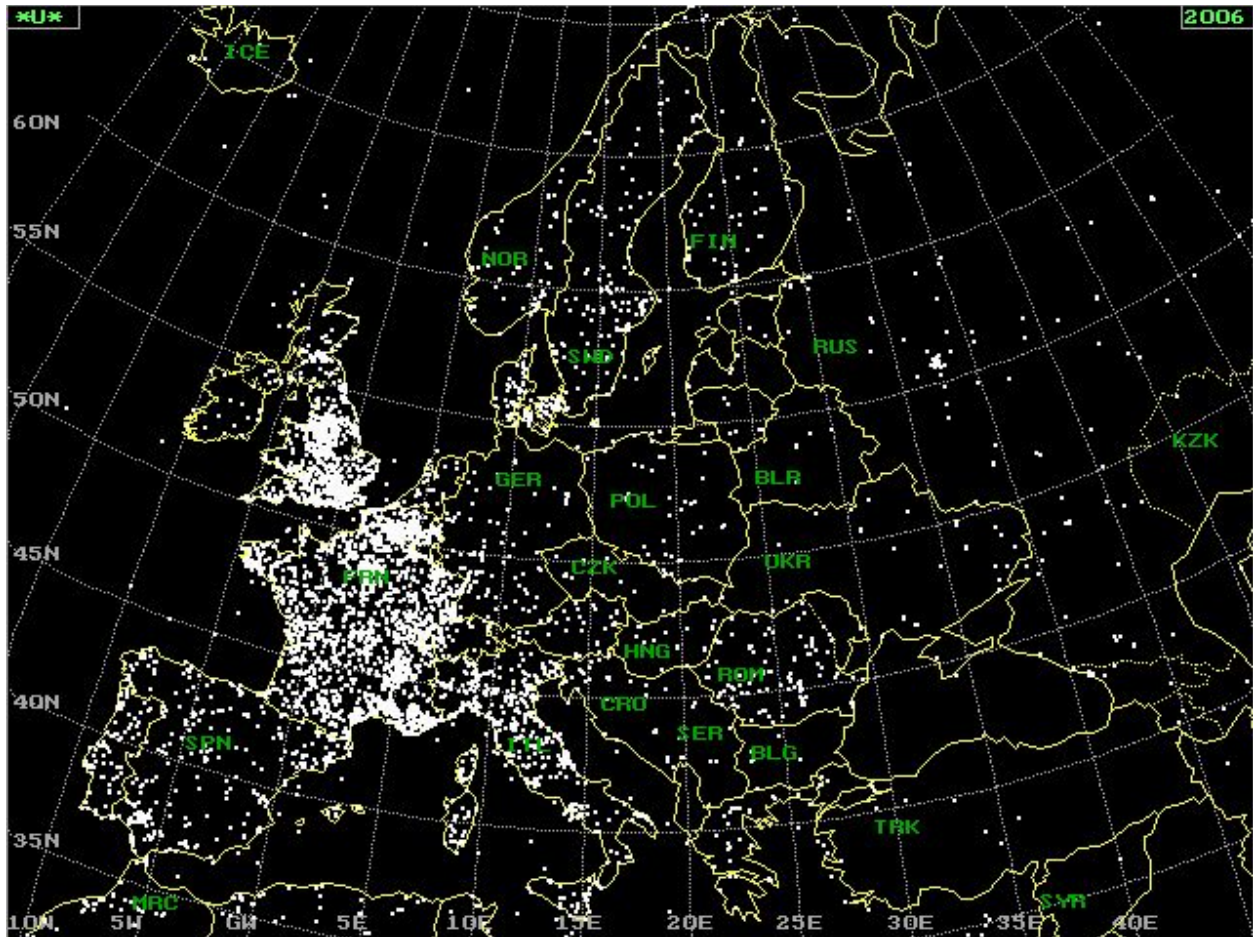 *U* 2006
ICE
60N
55N
NOR FIN
RUS
SWD
50N
KZK
GER BLR
POL
45N
FRN CZK UKR
HNG
ROM
40N CRO
SPN ITL SER
BLG
35N TRK
MRC SYR
10N 5W GW 5E 10E 15E 20E 25E 30E 35E 40E